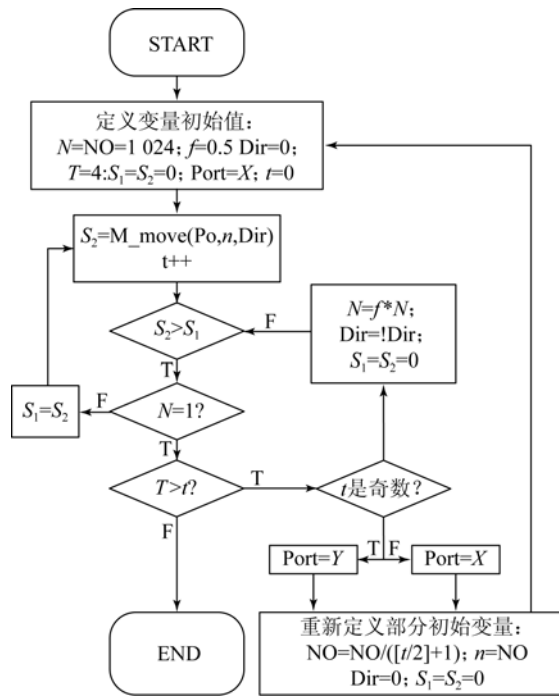 START
定义变量初始值：
N=NO=1 024；f=0.5 Dir=0；
T=4:S₁=S₂=0；Port=X；t=0
S₂=M_move(Po,n,Dir)
t++
N=f*N；
Dir=!Dir；
S₁=S₂=0
S₂>S₁
F
T
S₁=S₂
F
N=1?
T
T>t?
T
t是奇数？
F
Port=Y
T
F
Port=X
END
重新定义部分初始变量：
NO=NO/([t/2]+1)；n=NO
Dir=0；S₁=S₂=0